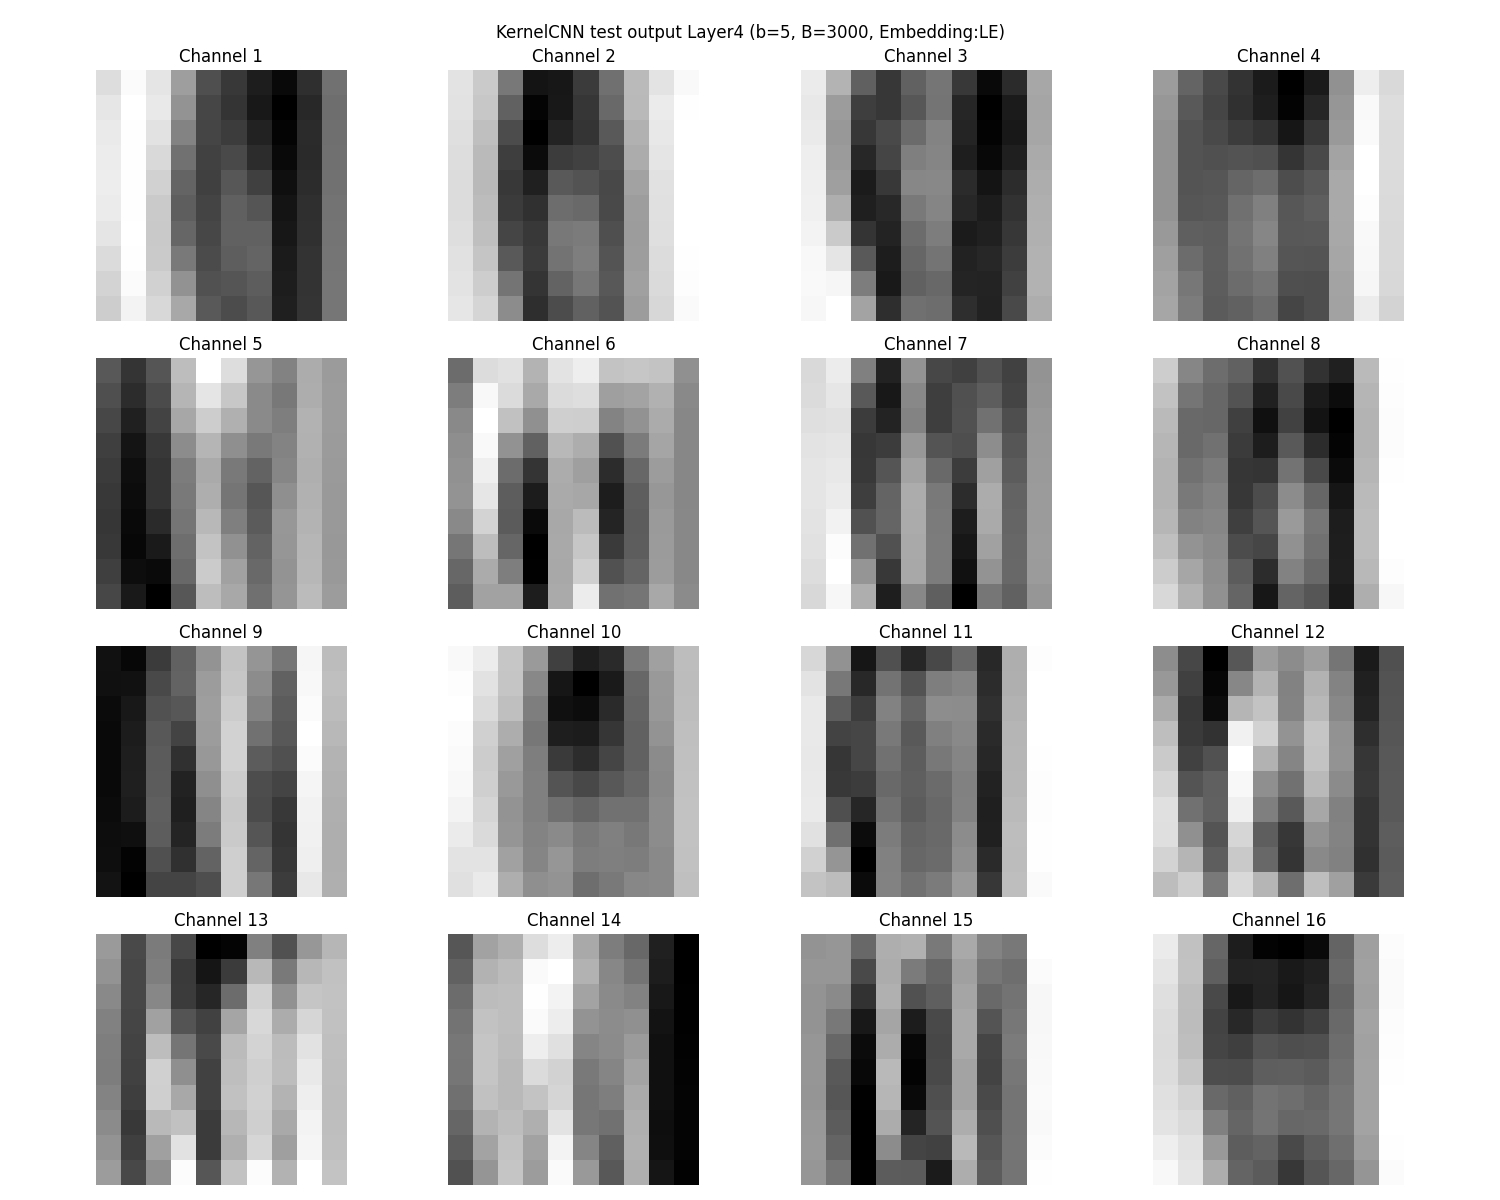 KernelCNN test output Layer4 (b=5, B=3000, Embedding:LE)
Channel 1
Channel 2
Channel 3
Channel 4
Channel 5
Channel 6
Channel 7
Channel 8
Channel 9
Channel 10
Channel 11
Channel 12
Channel 13
Channel 14
Channel 15
Channel 16